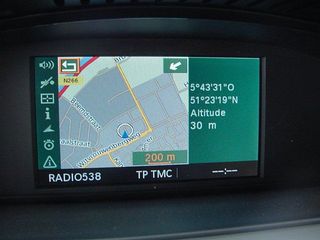 N266
5°43'31"O
51°23'19"N
Altitude
30 m
200 m
RADIO538
TP TMC